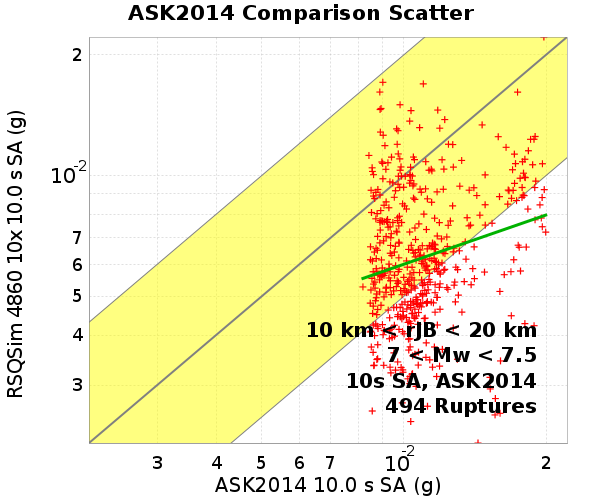 ASK2014 Comparison Scatter
RSQSim 4860 10x 10.0 s SA (g)
2
10-2
7
6
5
4
3
10 km < rJB < 20 km
7 < Mw < 7.5
10s SA, ASK2014
494 Ruptures
3 4 5 6 7 10-2 2
ASK2014 10.0 s SA (g)